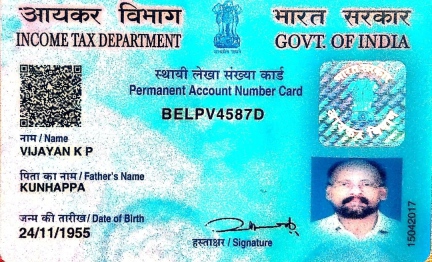 आयकर विभाग
INCOME TAX DEPARTMENT
भारत सरकार
GOVT. OF INDIA
स्थायी लेखा संख्या कार्ड
Permanent Account Number Card
BELPV4587D
नाम / Name
VIJAYAN K P
पिता का नाम / Father's Name
KUNHAPPA
जन्म की तारीख / Date of Birth
24/11/1955
हस्ताक्षर / Signature
15042017